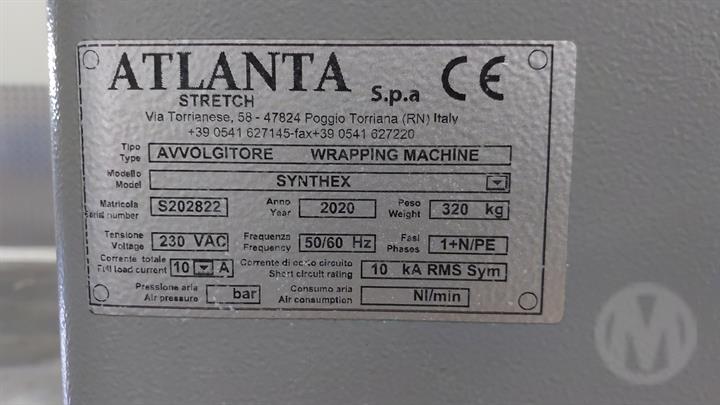 ATLANTA
STRETCH
S.p.a CE
Via Torrianese, 58 - 47824 Poggio Torriana (RN) Italy
+39 0541 627145-fax+39 0541 627220
Tipo
Type AVVOLGITORE WRAPPING MACHINE
Modello
Model SYNTHEX
Matricola Anno Peso
Serial number S202822 Year 2020 Weight 320 kg
Tensione Frequenza Fasi
Voltage 230 VAC Frequency 50/60 Hz Phases 1+N/PE
Corrente totale Corrente di corto circuito
Full load current 10 A Short circuit rating 10 kA RMS Sym
Pressione aria Consumo aria
Air pressure bar Air consumption Nl/min
M